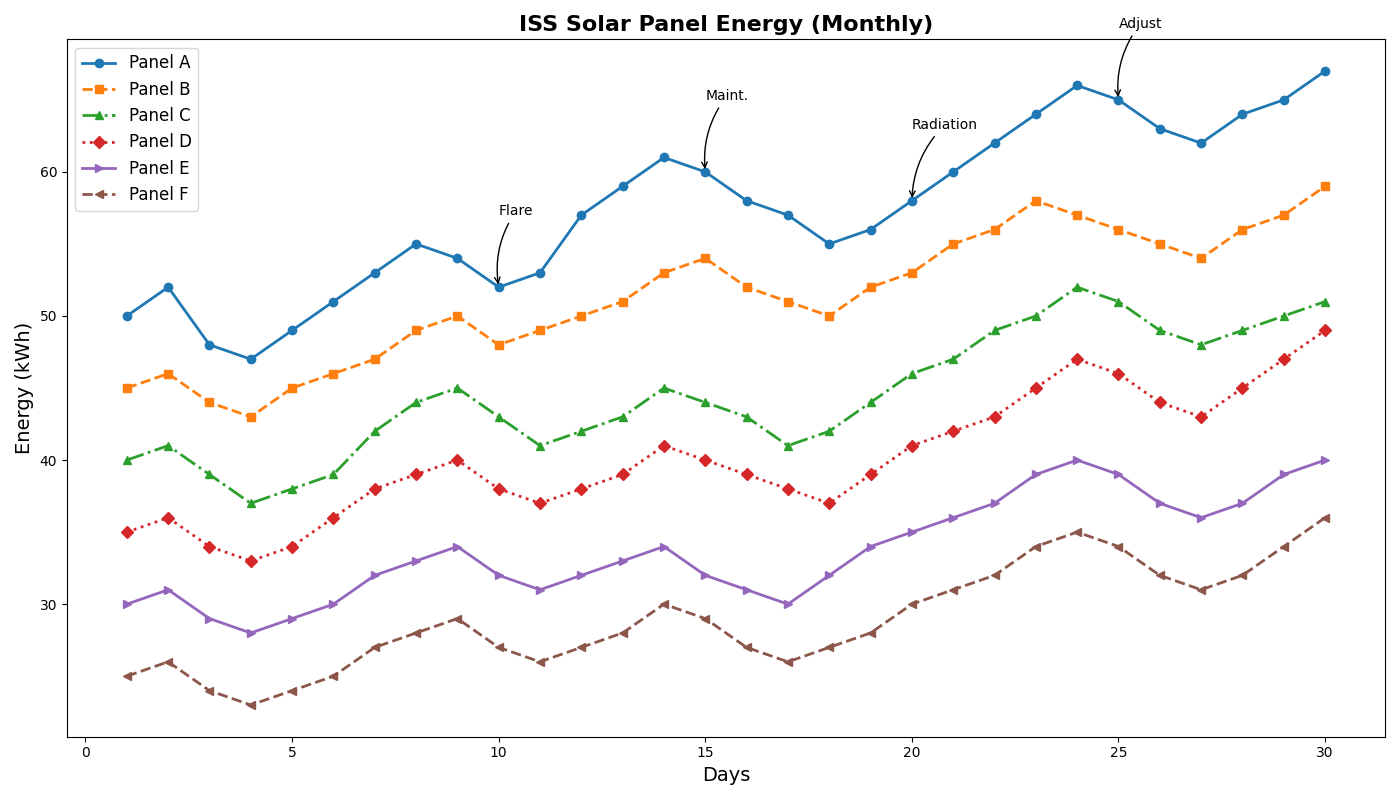 ISS Solar Panel Energy (Monthly)
Adjust
Panel A
Panel B
Panel C
Panel D
Panel E
Panel F
Maint.
Radiation
Flare
Energy (kWh)
60
50
40
30
0 5 10 15 20 25 30
Days